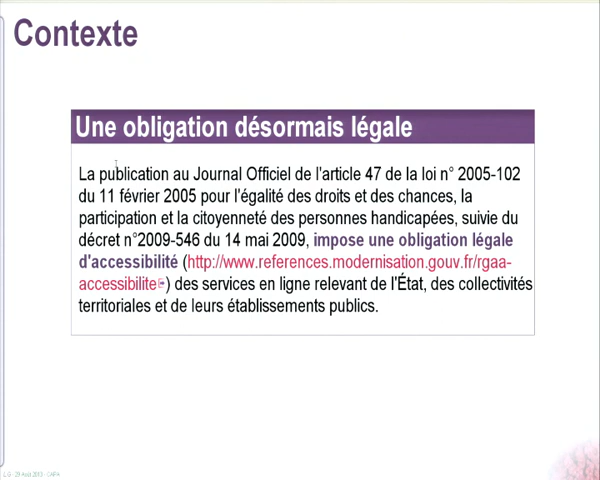 Contexte
Une obligation désormais légale
La publication au Journal Officiel de l'article 47 de la loi n° 2005-102
du 11 février 2005 pour l'égalité des droits et des chances, la
participation et la citoyenneté des personnes handicapées, suivie du
décret n°2009-546 du 14 mai 2009, impose une obligation légale
d'accessibilité (http://www.references.modernisation.gouv.fr/rgaa-
accessibilite) des services en ligne relevant de l'État, des collectivités
territoriales et de leurs établissements publics.